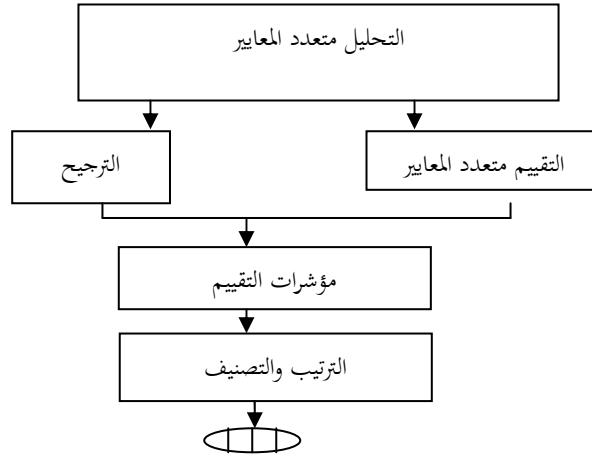 التحليل متعدد المعايير
التقييم متعدد المعايير
الترجيح
مؤشرات التقييم
الترتيب والتصنيف